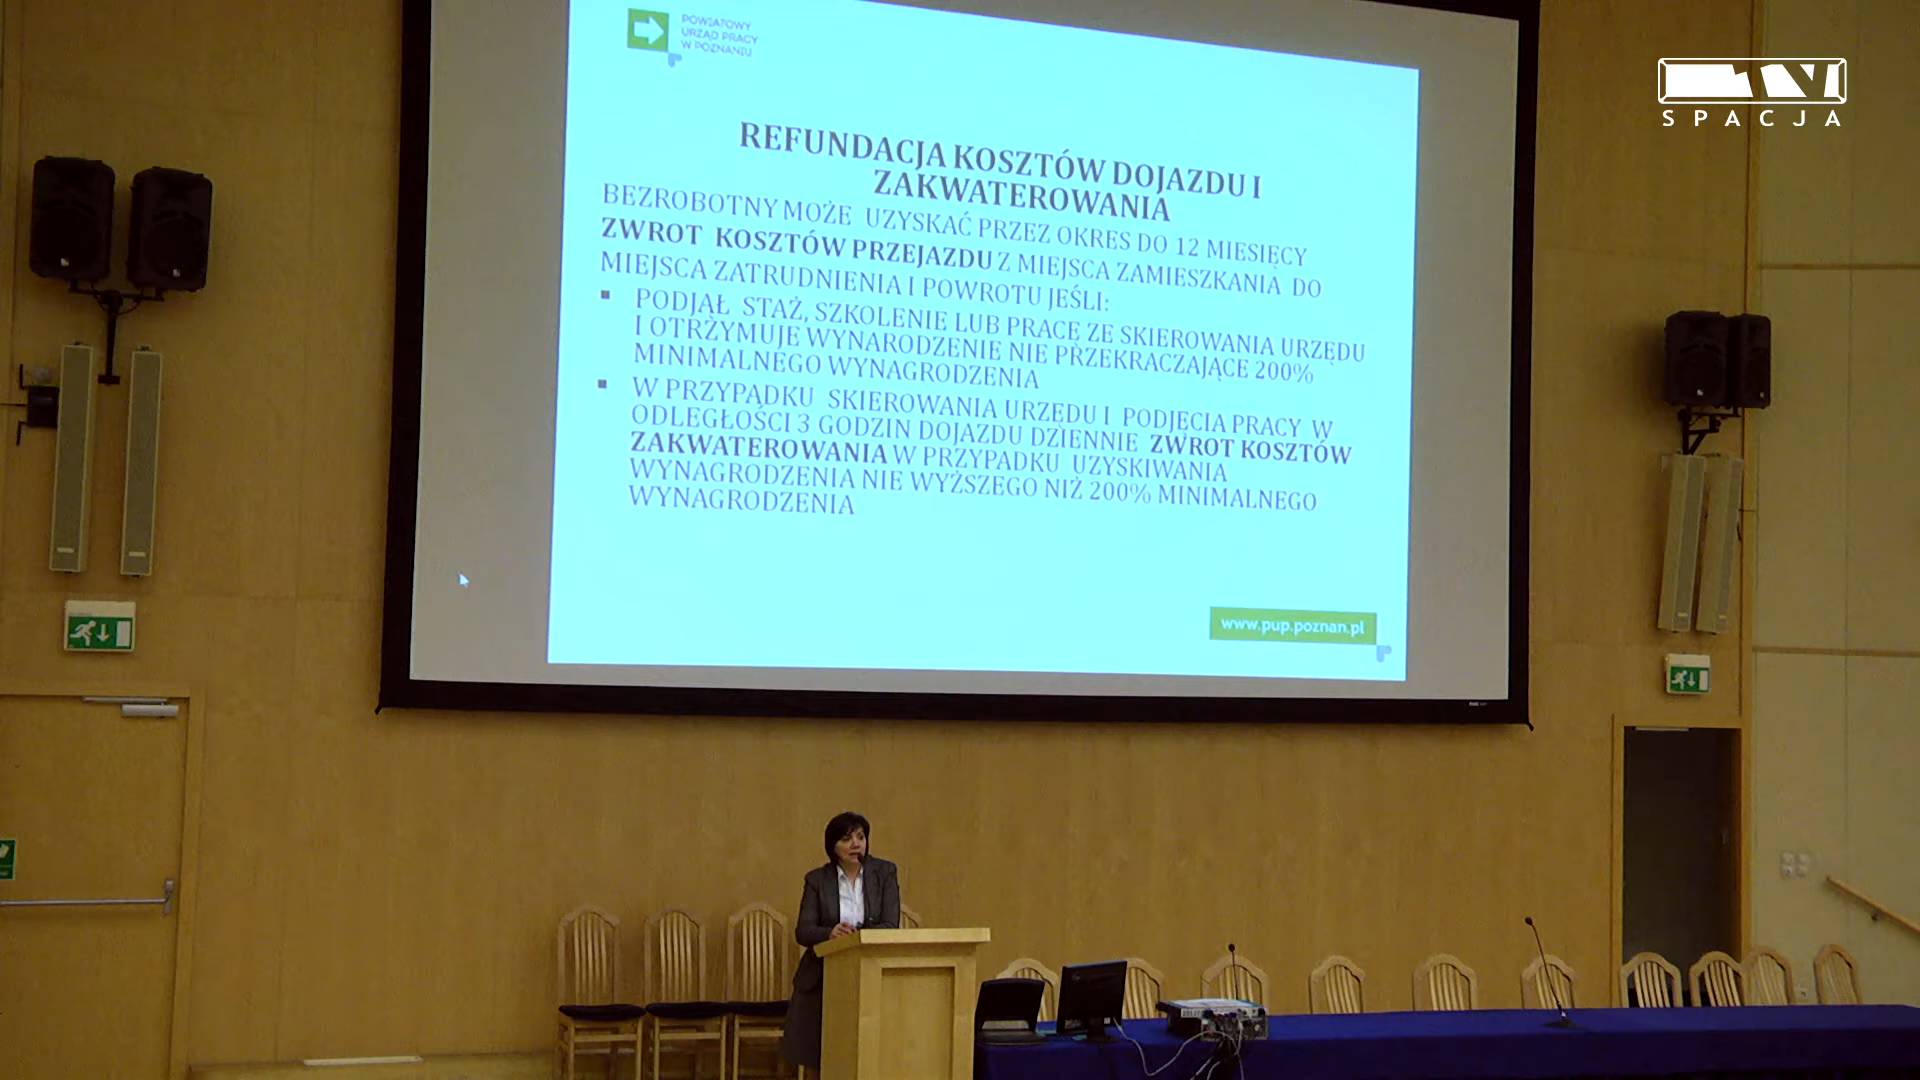 POWIATOWY
URZĄD PRACY
W POZNANIU
SPACJA
REFUNDACJA KOSZTÓW DOJAZDU I
ZAKWATEROWANIA
BEZROBOTNY MOŻE UZYSKAĆ PRZEZ OKRES DO 12 MIESIĘCY
ZWROT KOSZTÓW PRZEJAZDU Z MIEJSCA ZAMIESZKANIA DO
MIEJSCA ZATRUDNIENIA I POWROTU JEŚLI:
▪ PODJĄŁ STAŻ, SZKOLENIE LUB PRACĘ ZE SKIEROWANIA URZĘDU
I OTRZYMUJE WYNARODZENIE NIE PRZEKRACZAJĄCE 200%
MINIMALNEGO WYNAGRODZENIA
▪ W PRZYPADKU SKIEROWANIA URZĘDU I PODJĘCIA PRACY W
ODLEGŁOŚCI 3 GODZIN DOJAZDU DZIENNIE ZWROT KOSZTÓW
ZAKWATEROWANIA W PRZYPADKU UZYSKIWANIA
WYNAGRODZENIA NIE WYŻSZEGO NIŻ 200% MINIMALNEGO
WYNAGRODZENIA
www.pup.poznan.pl